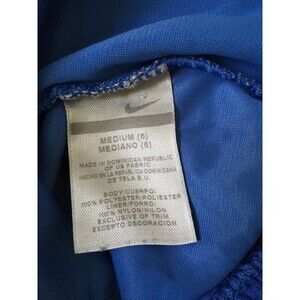 MEDIUM (6)
MEDIANO (6)
MADE IN DOMINICAN REPUBLIC
OF US FABRIC
HECHO EN LA REPUBLICA DOMINICANA
DE TELA E.U.
BODY/CUERPO:
100% POLYESTER/POLIESTER
LINER/FORRO:
100% NYLON/NILON
EXCLUSIVE OF TRIM
EXCEPTO DECORACION